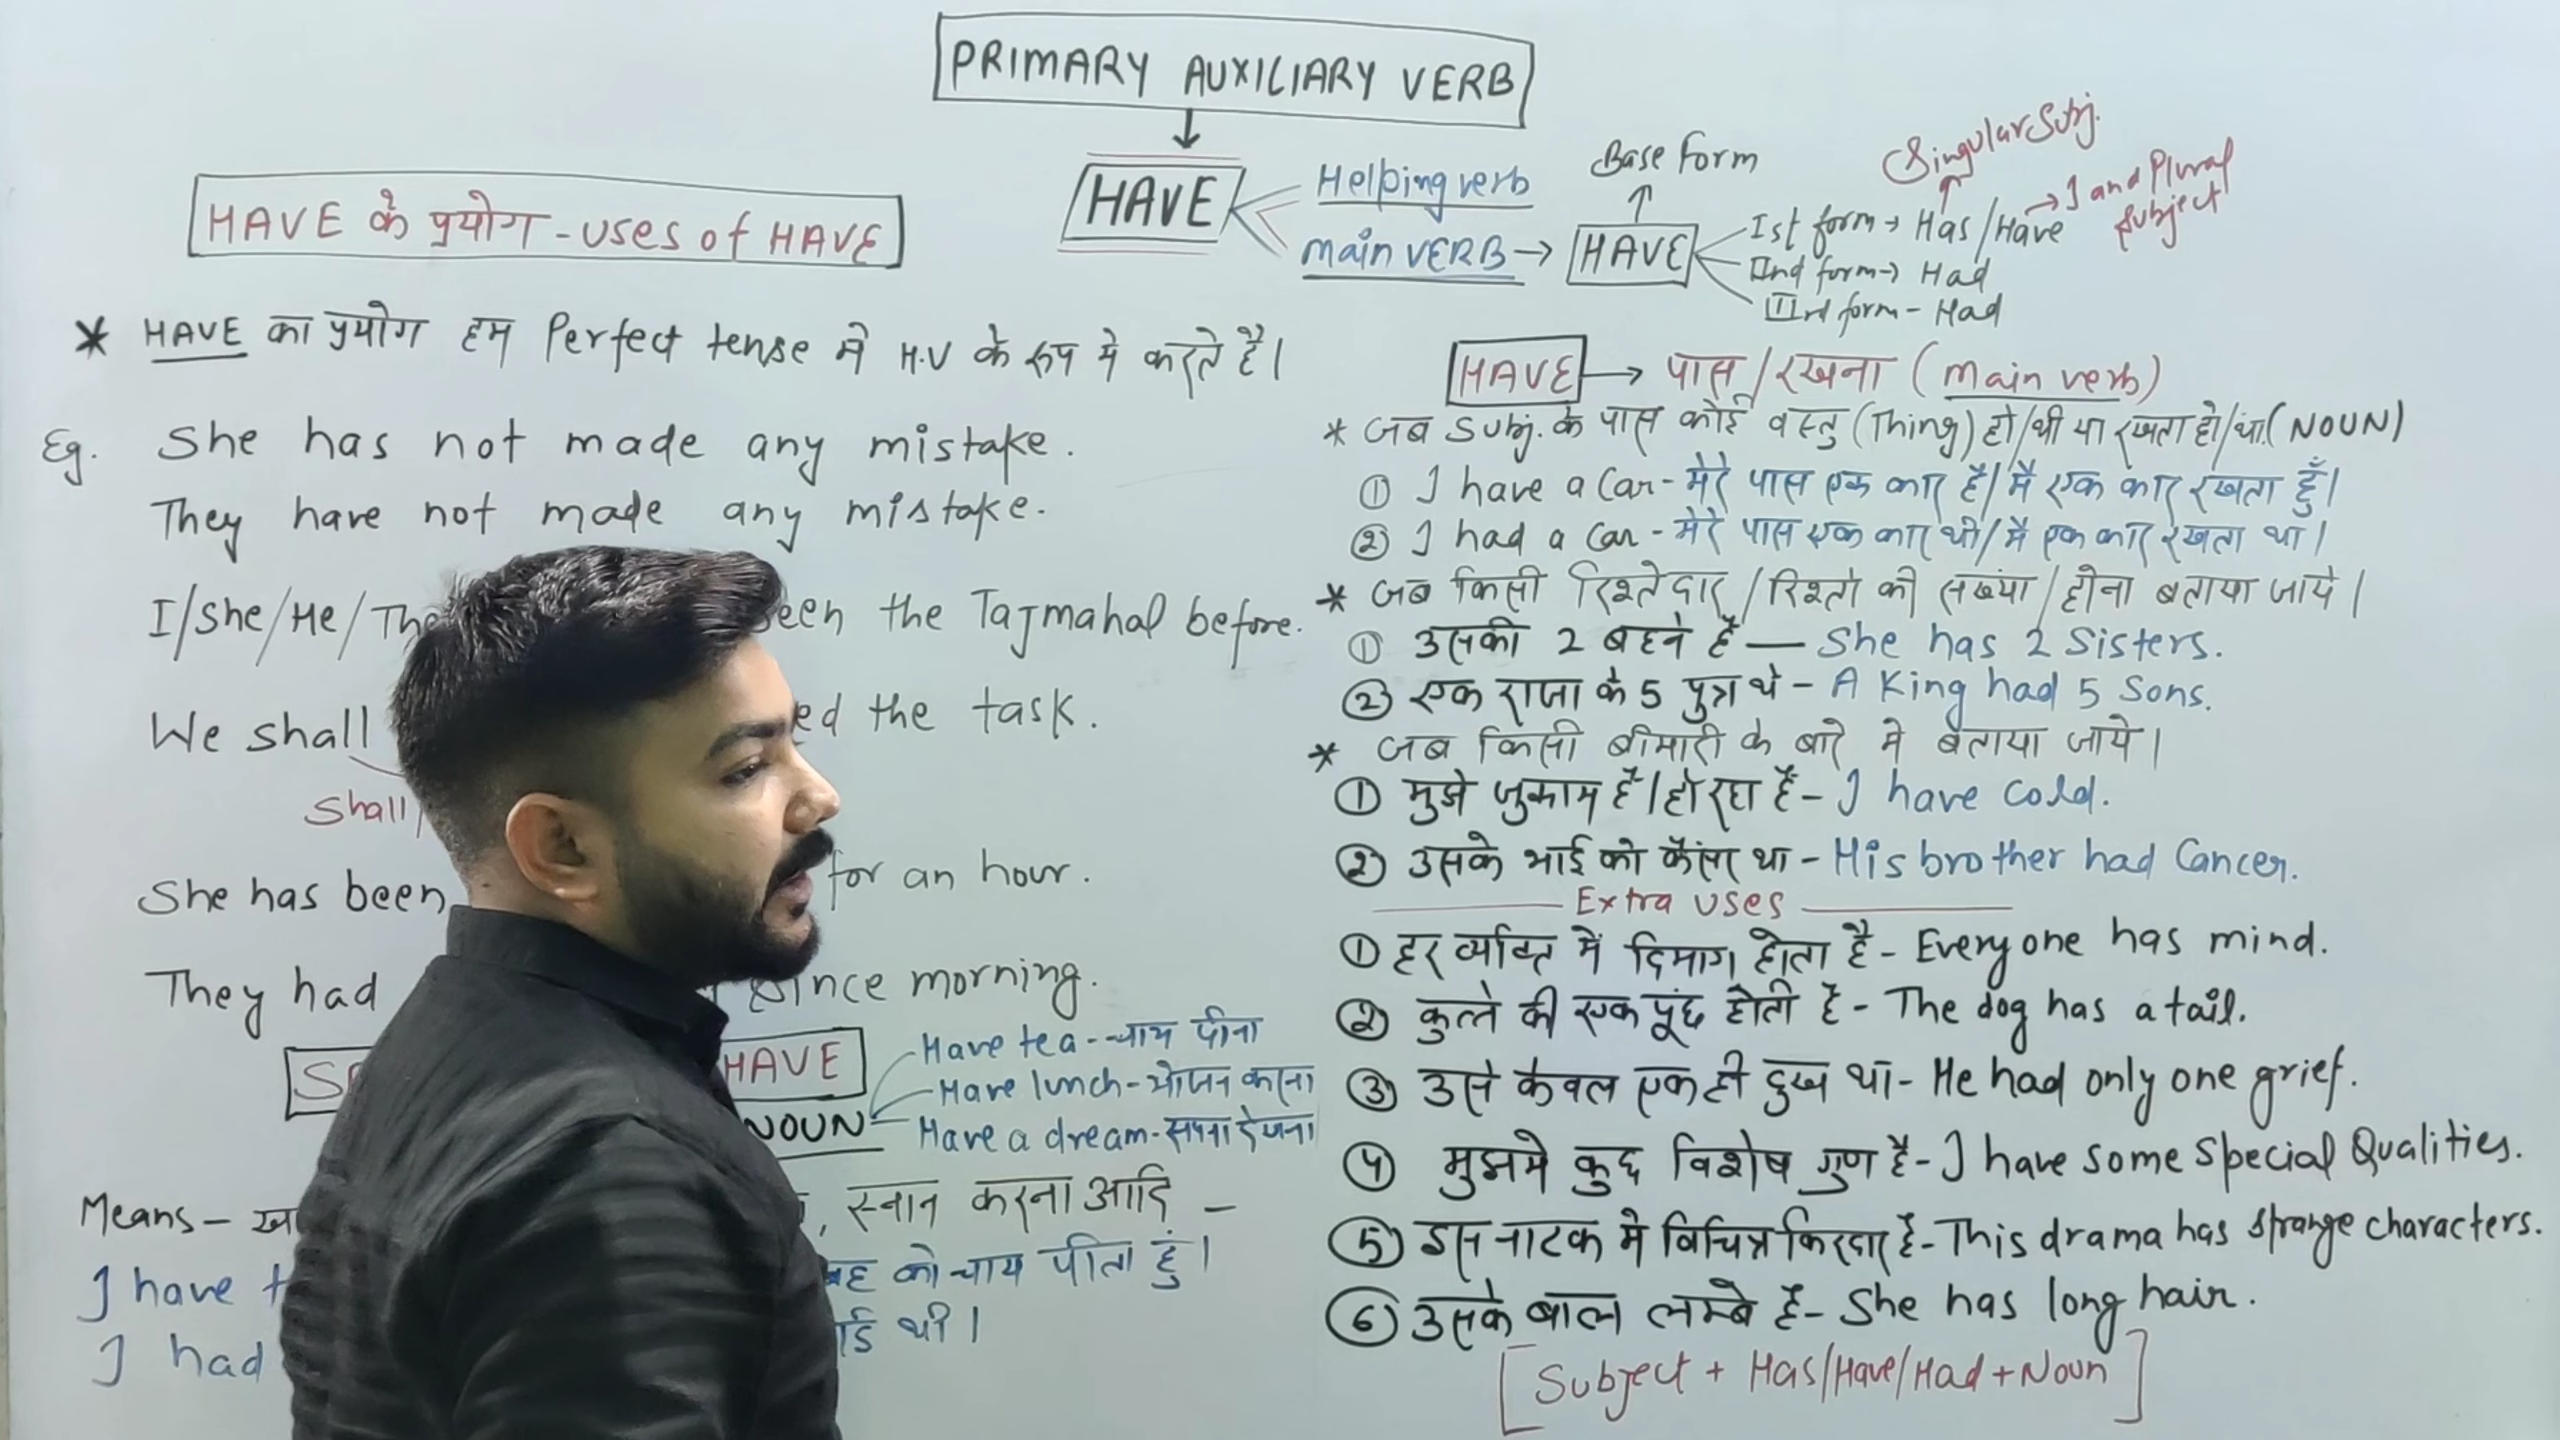 PRIMARY AUXILIARY VERB
HAVE
Helping verb
main VERB → HAVE
Base form
Ist form → Has/Have
IInd form → Had
IIIrd form - Had
Singular Subj.
→ I and Plural
Subject
HAVE के प्रयोग - uses of HAVE
* HAVE का प्रयोग हम Perfect tense मे H.V के रूप मे करते है।
Eg. She has not made any mistake.
They have not made any mistake.
I/She/He/ the Tajmahal before.
We shall the task.
Shall
She has been for an hour.
They had since morning.
HAVE
NOUN
Have tea - चाय पीना
Have lunch - भोजन करना
Have a dream - सपना देखना
Means - , स्नान करना आदि -
I have को चाय पीता हुं।
I had थी।
HAVE → पास/रखना (main verb)
* जब Subj. के पास कोई वस्तु (Thing) हो/थी या रखता हो/था (NOUN)
① I have a Car - मेरे पास एक कार है/मै एक कार रखता हूँ।
② I had a Car - मेरे पास एक कार थी/मै एक कार रखता था।
* जब किसी रिश्तेदार/रिश्तो की संख्या/होना बताया जाये।
① उसकी 2 बहने है — She has 2 Sisters.
② एक राजा के 5 पुत्र थे - A King had 5 Sons.
* जब किसी बीमारी के बारे मे बताया जाये।
① मुझे जुकाम है/हो रहा है - I have cold.
② उसके भाई को कैंसर था - His brother had Cancer.
Extra uses
① हर व्यक्ति में दिमाग होता है - Everyone has mind.
② कुत्ते की एक पूंछ होती है - The dog has a tail.
③ उसे केवल एक ही दुख था - He had only one grief.
④ मुझमे कुछ विशेष गुण है - I have some special Qualities.
⑤ इस नाटक मे विचित्र किरदार है - This drama has strange characters.
⑥ उसके बाल लम्बे है - She has long hair.
[Subject + Has/Have/Had + Noun]